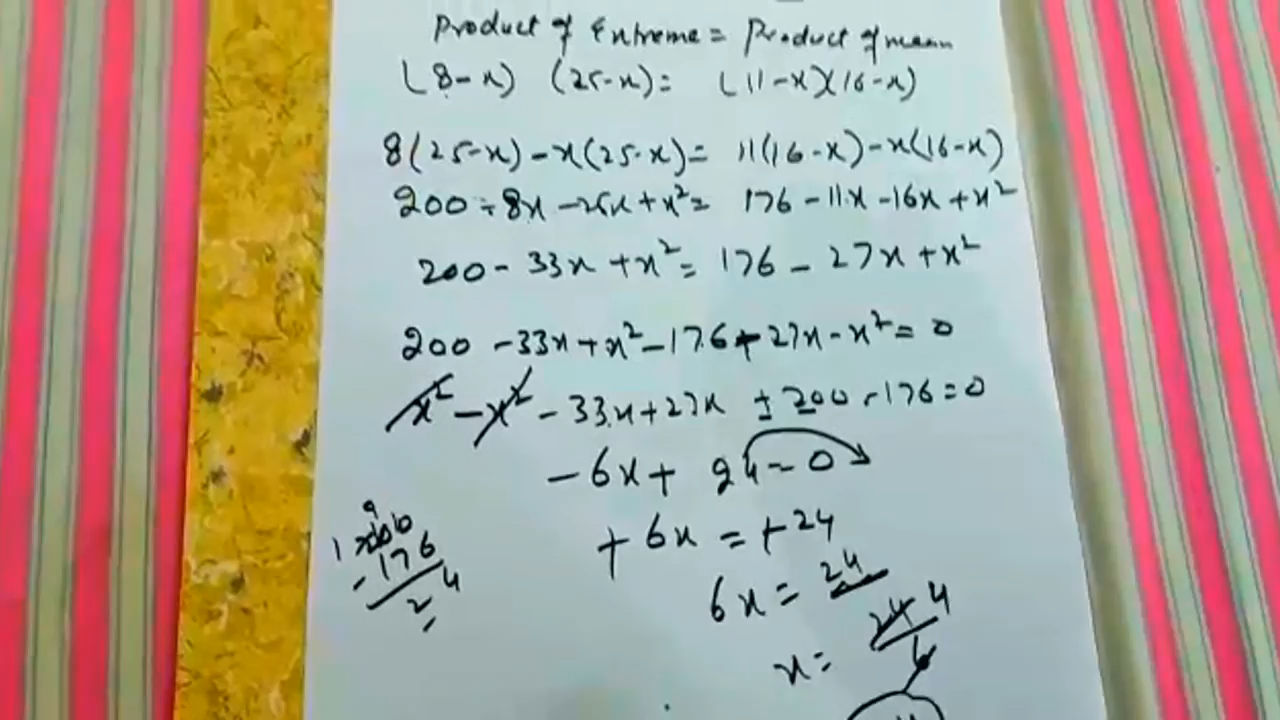 Product of Extreme = Product of mean
(8-x) (25-x) = (11-x)(16-x)
8(25-x) - x(25-x) = 11(16-x) - x(16-x)
200 - 8x - 25x + x² = 176 - 11x - 16x + x²
200 - 33x + x² = 176 - 27x + x²
200 - 33x + x² - 176 + 27x - x² = 0
x² - x² - 33x + 27x ± 200 - 176 = 0
-6x + 24 = 0
+ 6x = +24
6x = 24
x = 24/6 4
200
- 176
24